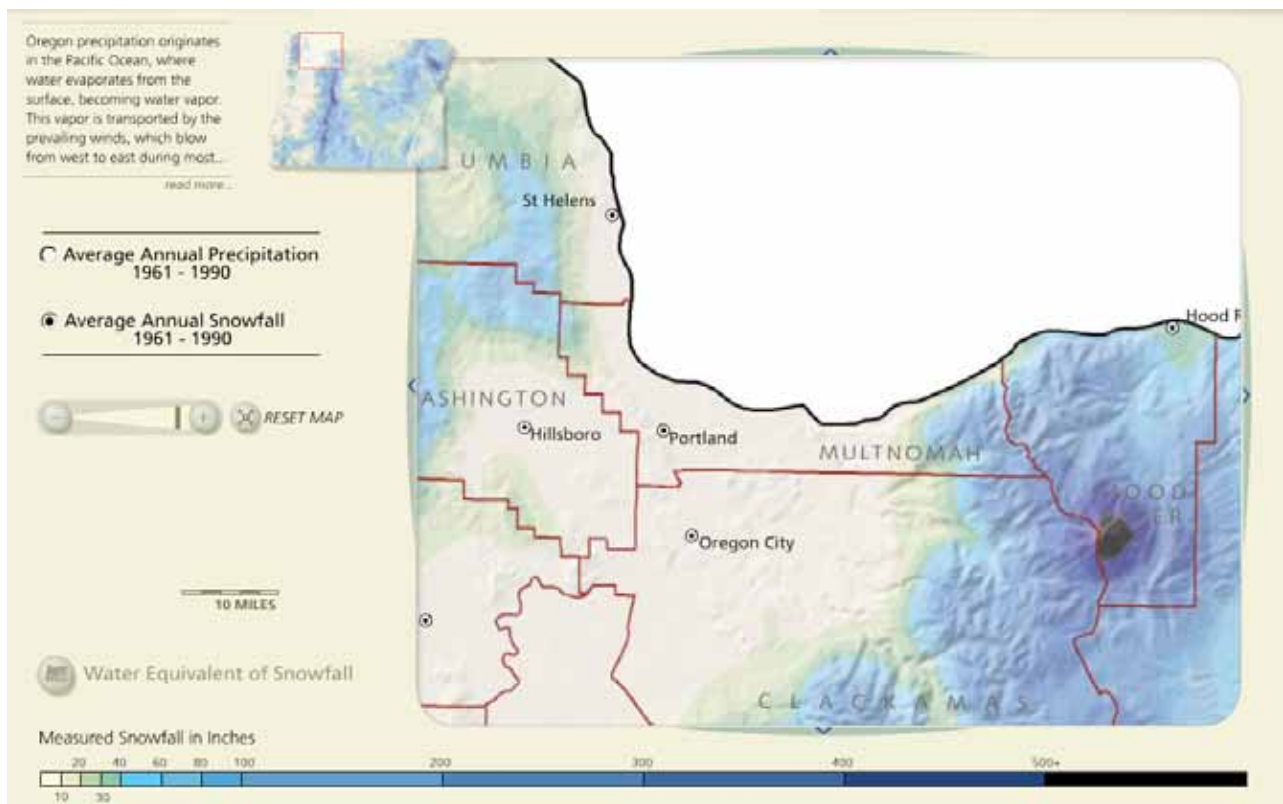 Oregon precipitation originates
in the Pacific Ocean, where
water evaporates from the
surface, becoming water vapor.
This vapor is transported by the
prevailing winds, which blow
from west to east during most...
read more...
Average Annual Precipitation
1961 - 1990
Average Annual Snowfall
1961 - 1990
RESET MAP
10 MILES
Water Equivalent of Snowfall
UMBIA
St Helens
Hood R
ASHINGTON
Hillsboro
Portland
MULTNOMAH
OOD
ER
Oregon City
CLACKAMAS
Measured Snowfall in Inches
20 40 60 80 100 200 300 400 500+
10 30